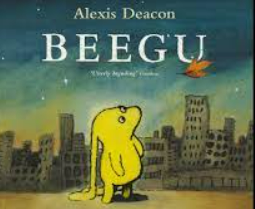 Alexis Deacon
BEEGU
'Utterly beguiling' Guardian